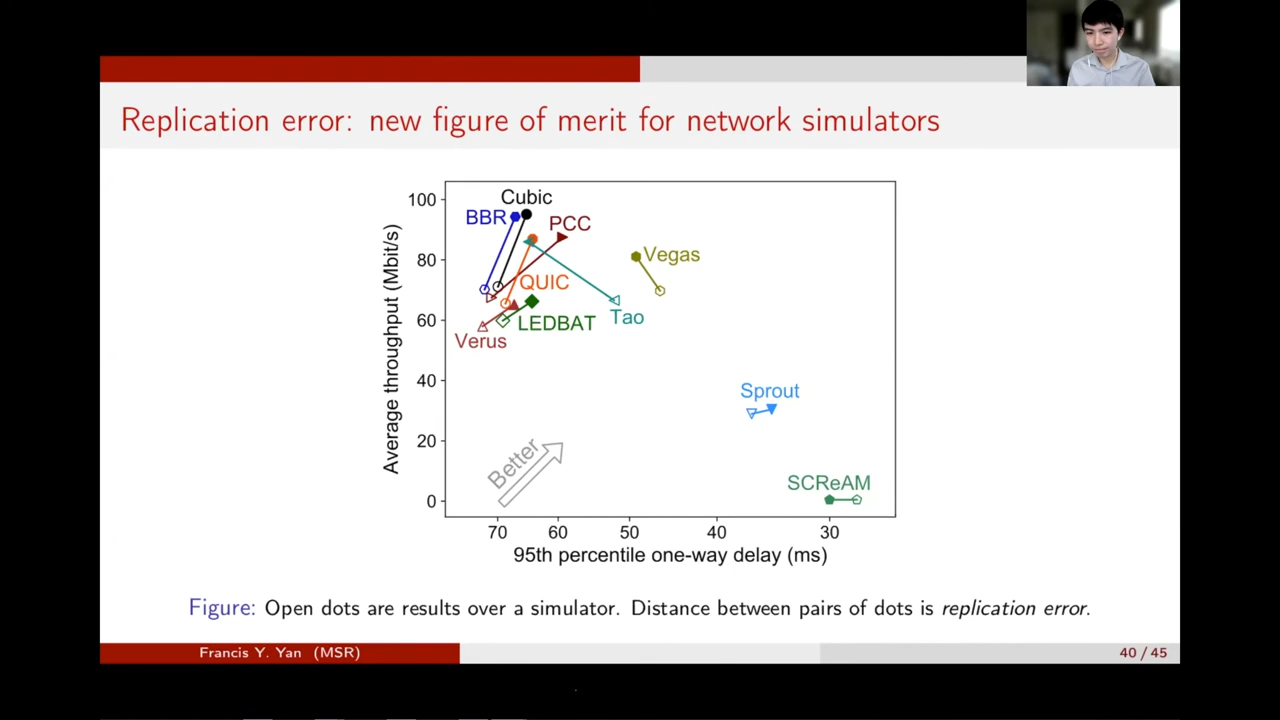 Replication error: new figure of merit for network simulators
Average throughput (Mbit/s)
100
80
60
40
20
0
Cubic
BBR
PCC
Vegas
QUIC
LEDBAT
Tao
Verus
Sprout
SCReAM
Better
70 60 50 40 30
95th percentile one-way delay (ms)
Figure: Open dots are results over a simulator. Distance between pairs of dots is replication error.
Francis Y. Yan (MSR)
40 / 45